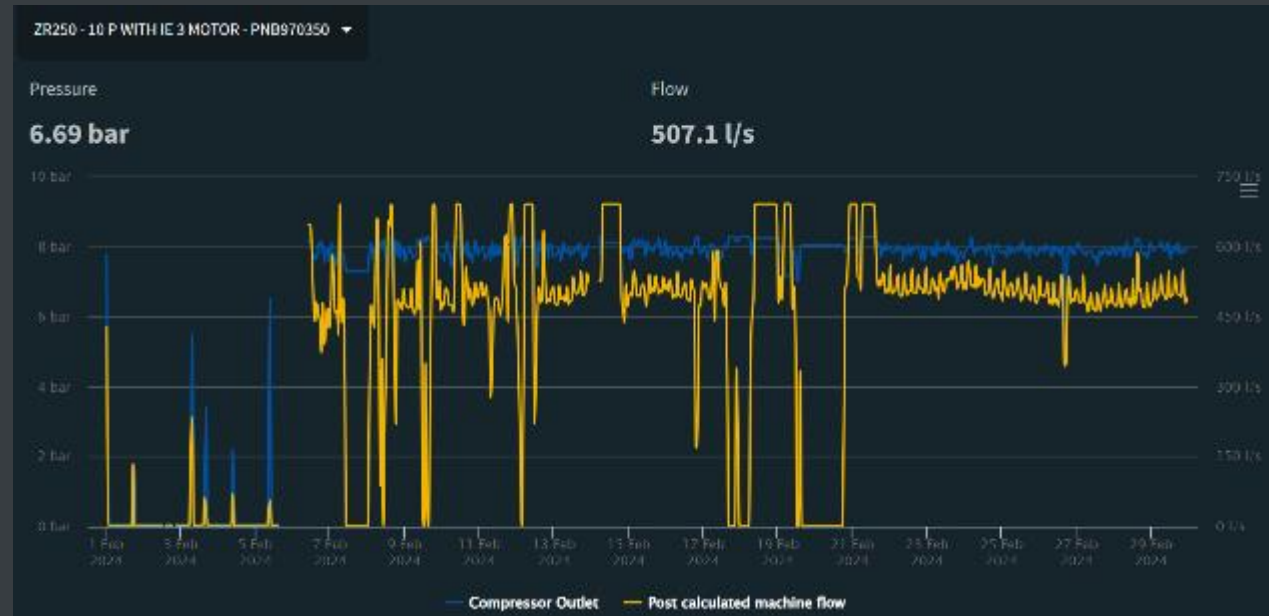 ZR250 - 10 P WITH IE 3 MOTOR - PNB970350
Pressure
Flow
6.69 bar
507.1 l/s
10 bar
750 l/s
8 bar
600 l/s
6 bar
450 l/s
4 bar
300 l/s
2 bar
150 l/s
0 bar
0 l/s
1 Feb 3 Feb 5 Feb 7 Feb 9 Feb 11 Feb 13 Feb 15 Feb 17 Feb 19 Feb 21 Feb 23 Feb 25 Feb 27 Feb 29 Feb
2024 2024 2024 2024 2024 2024 2024 2024 2024 2024 2024 2024 2024 2024 2024
Compressor Outlet Post calculated machine flow